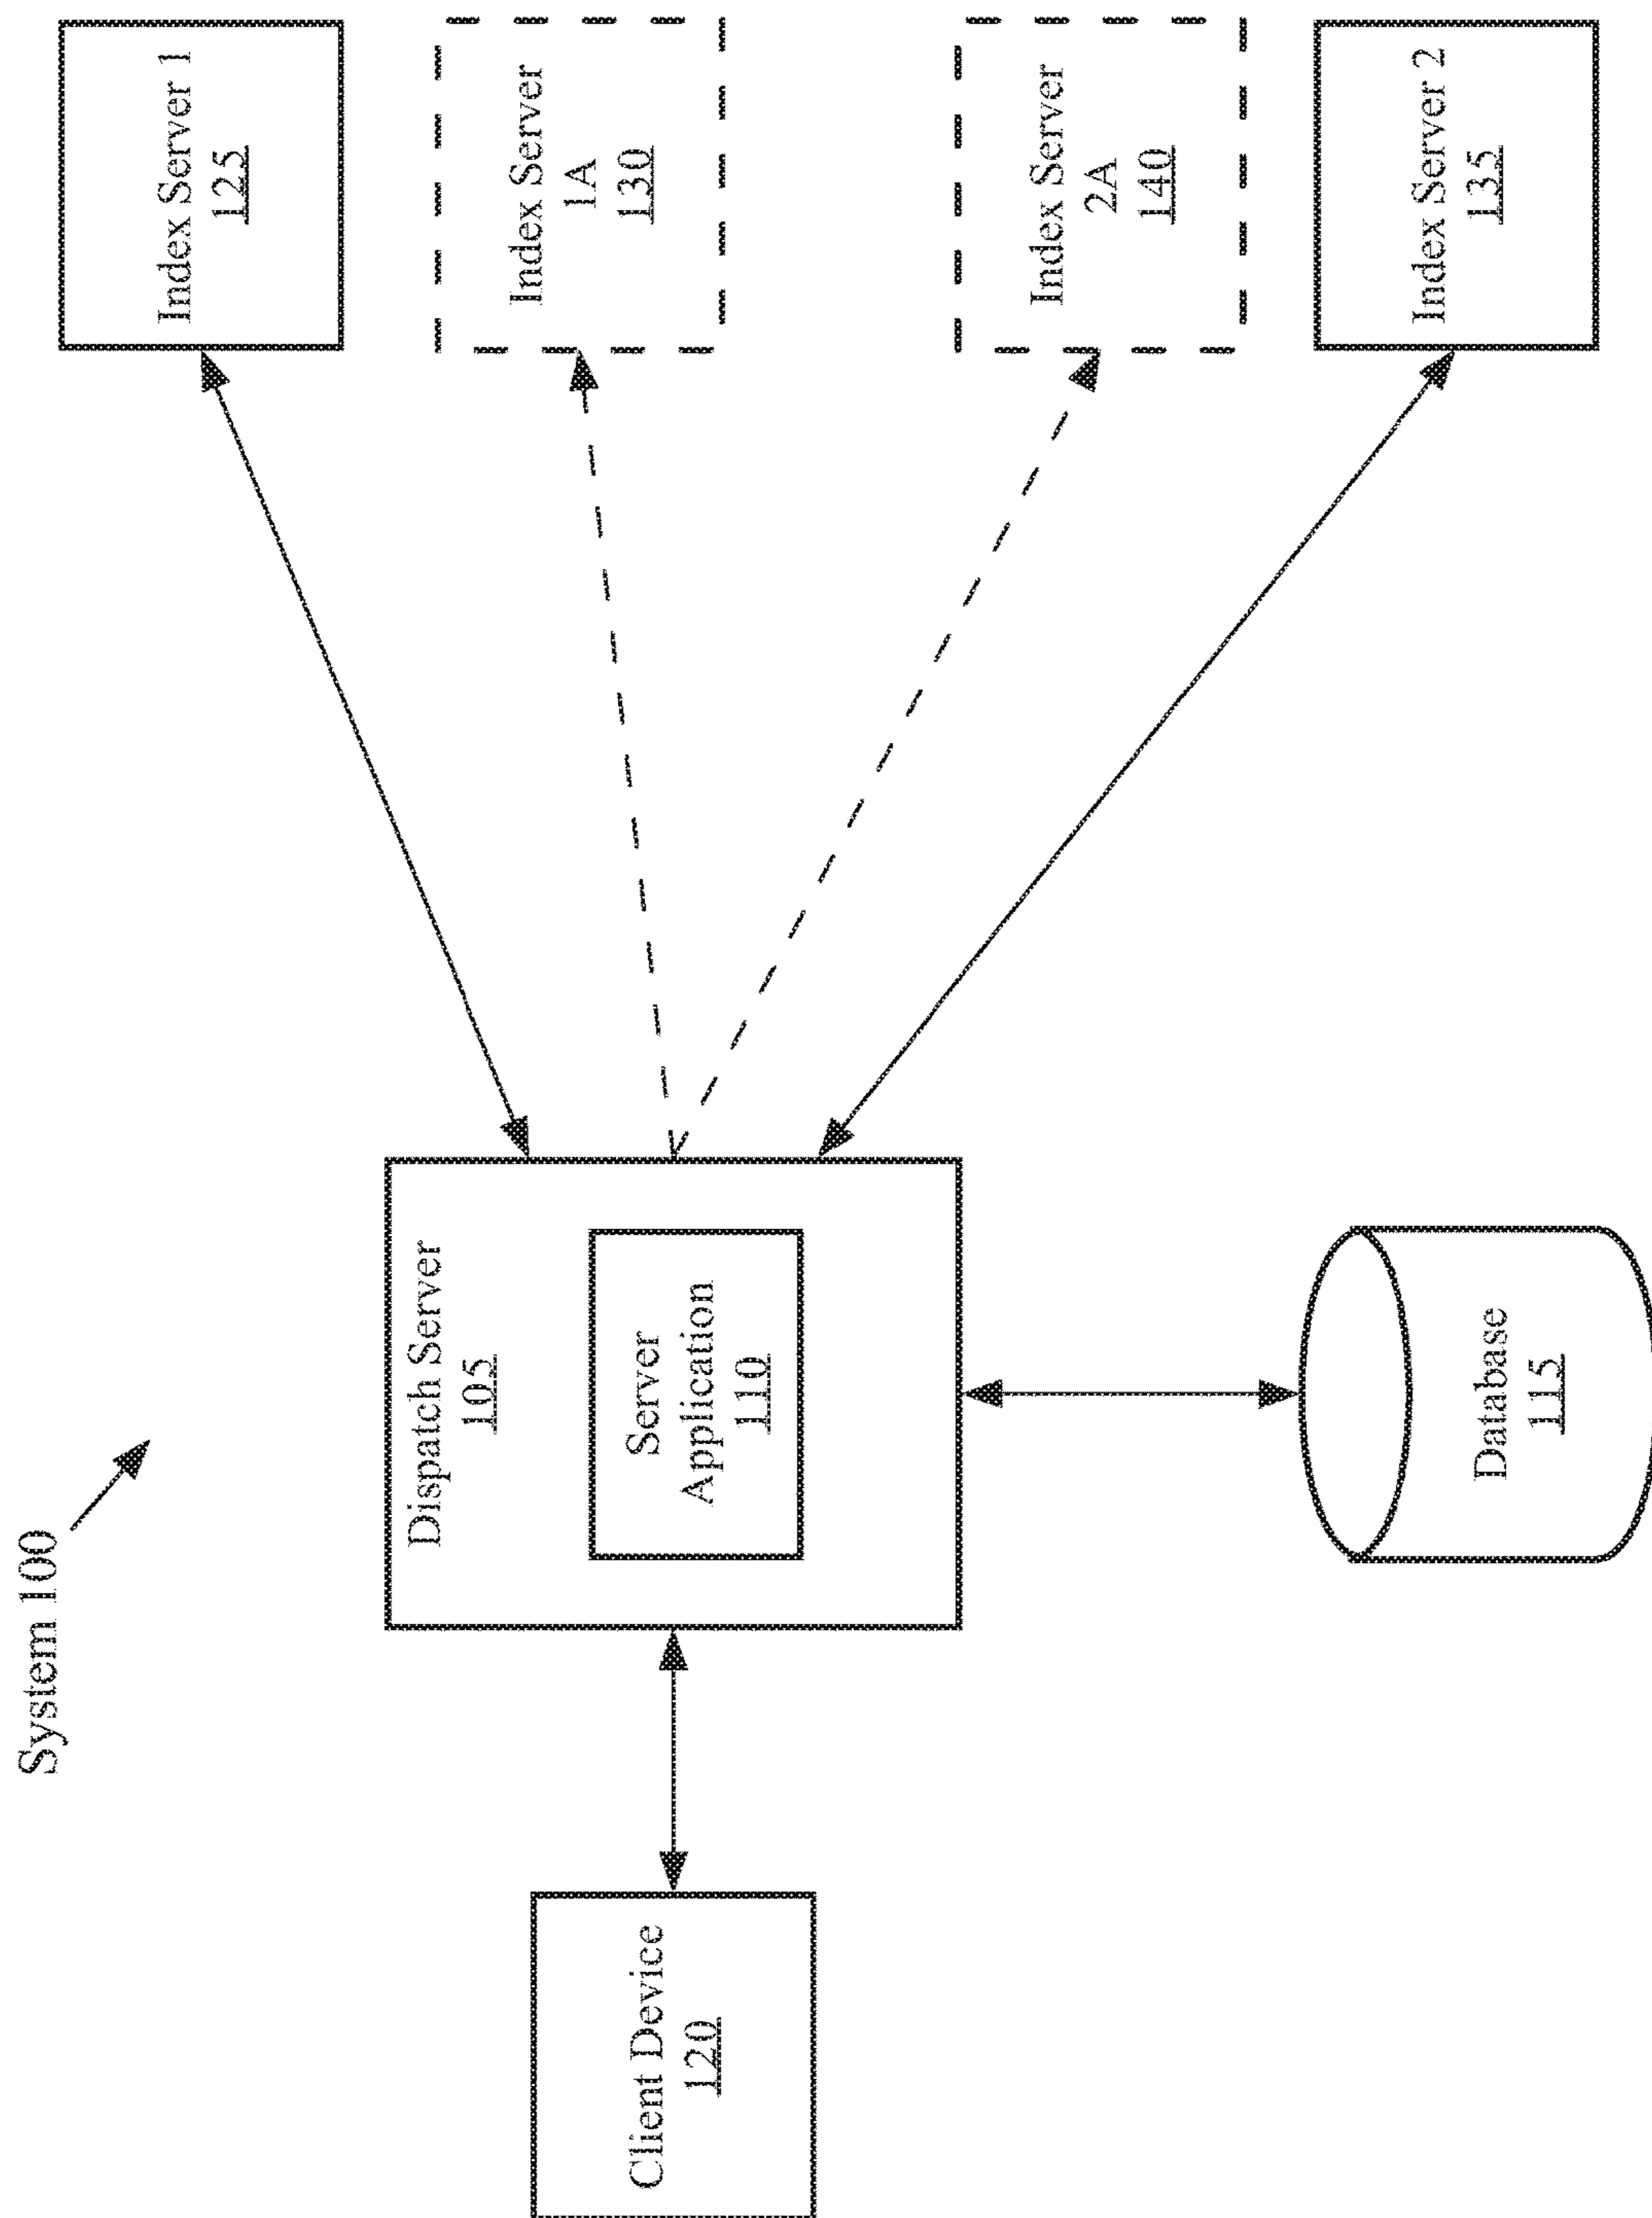 System 100
Client Device
120
Dispatch Server
105
Server
Application
110
Database
115
Index Server 1
125
Index Server
1A
130
Index Server
2A
140
Index Server 2
135